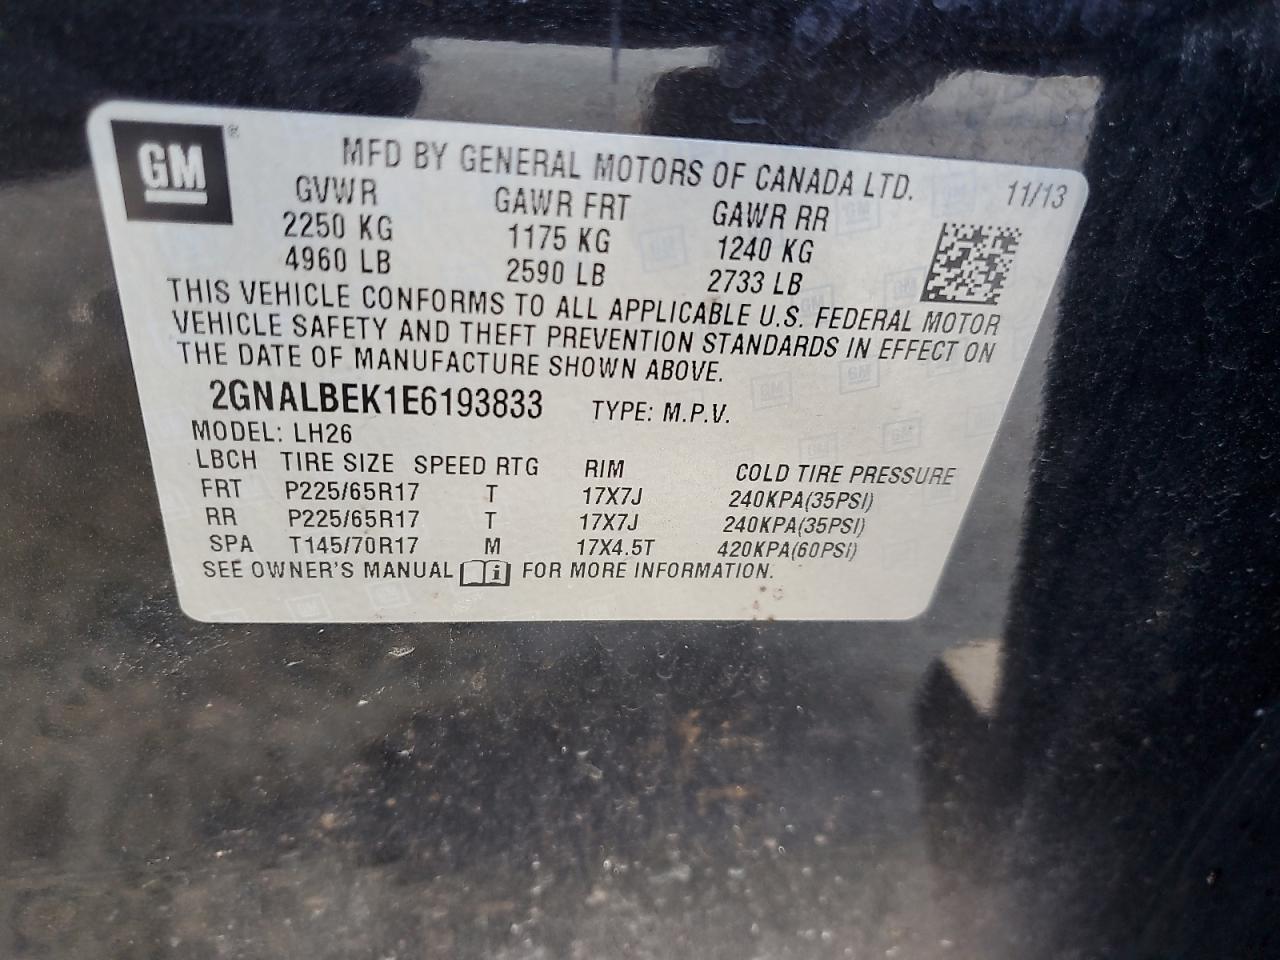 GM ®
MFD BY GENERAL MOTORS OF CANADA LTD. 11/13
GVWR GAWR FRT GAWR RR
2250 KG 1175 KG 1240 KG
4960 LB 2590 LB 2733 LB
THIS VEHICLE CONFORMS TO ALL APPLICABLE U.S. FEDERAL MOTOR
VEHICLE SAFETY AND THEFT PREVENTION STANDARDS IN EFFECT ON
THE DATE OF MANUFACTURE SHOWN ABOVE.
2GNALBEK1E6193833 TYPE: M.P.V.
MODEL: LH26
LBCH TIRE SIZE SPEED RTG RIM COLD TIRE PRESSURE
FRT P225/65R17 T 17X7J 240KPA(35PSI)
RR P225/65R17 T 17X7J 240KPA(35PSI)
SPA T145/70R17 M 17X4.5T 420KPA(60PSI)
SEE OWNER'S MANUAL i FOR MORE INFORMATION.